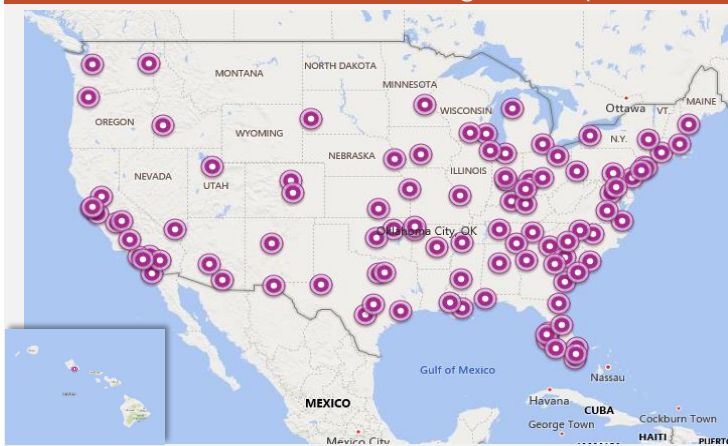 MONTANA
NORTH DAKOTA
MINNESOTA
Ottawa
VT.
MAINE
WISCONSIN
OREGON
WYOMING
N.Y.
NEBRASKA
NEVADA
UTAH
ILLINOIS
Oklahoma City, OK
Gulf of Mexico
Nassau
MEXICO
Havana
CUBA
Cockburn Town
George Town
HAITI
Mexico City